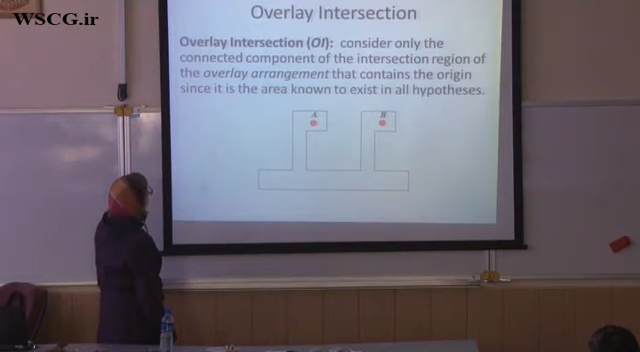 WSCG.ir
Overlay Intersection
Overlay Intersection (OI): consider only the
connected component of the intersection region of
the overlay arrangement that contains the origin
since it is the area known to exist in all hypotheses.
A B